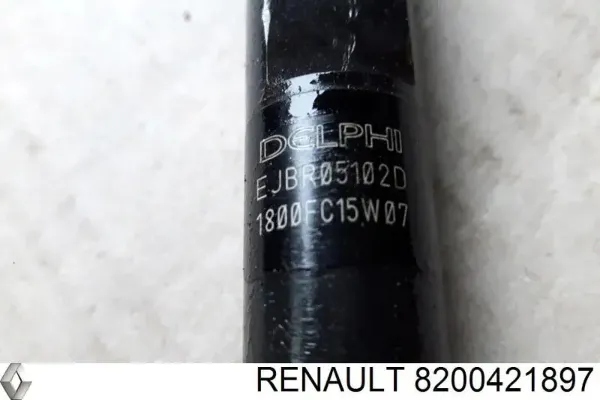 DELPHI
EJBR05102D
1800FC15W07
RENAULT 8200421897